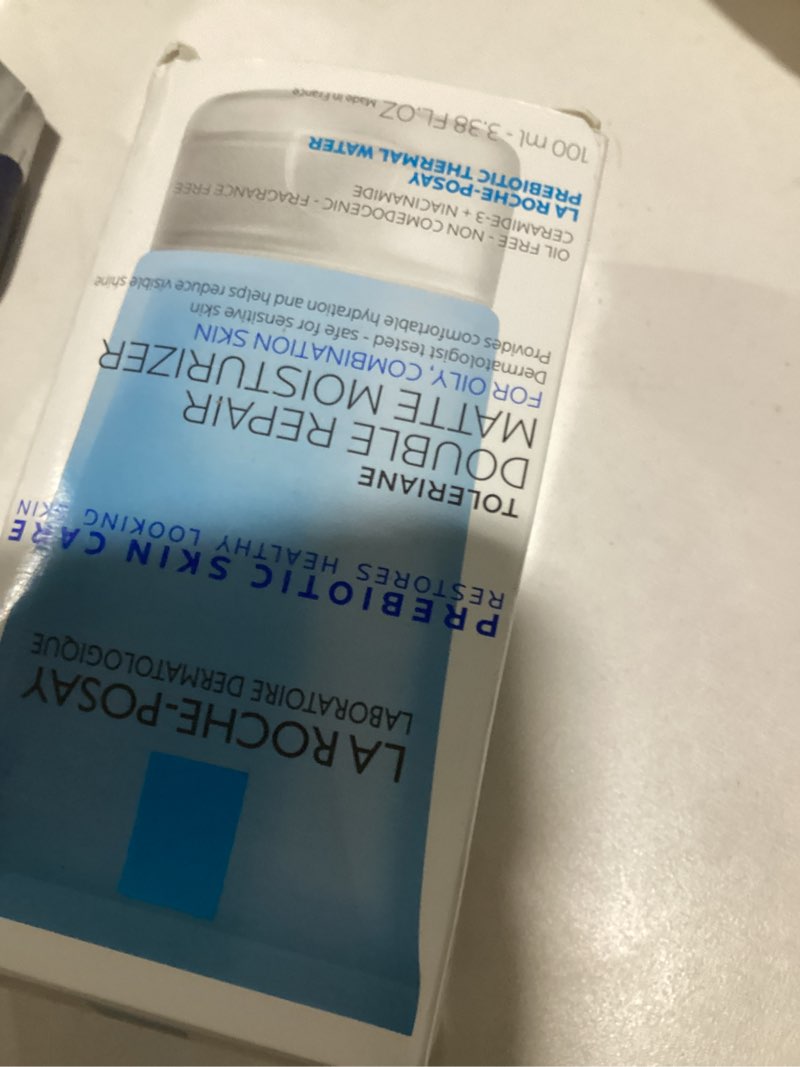 LA ROCHE-POSAY
LABORATOIRE DERMATOLOGIQUE
PREBIOTIC SKIN CARE
RESTORES HEALTHY LOOKING SKIN
TOLERIANE
DOUBLE REPAIR
MATTE MOISTURIZER
FOR OILY, COMBINATION SKIN
Dermatologist tested - safe for sensitive skin
Provides comfortable hydration and helps reduce visible shine
OIL FREE - NON COMEDOGENIC - FRAGRANCE FREE
CERAMIDE-3 + NIACINAMIDE
LA ROCHE-POSAY
PREBIOTIC THERMAL WATER
100 ml - 3.38 FL.OZ Made in France